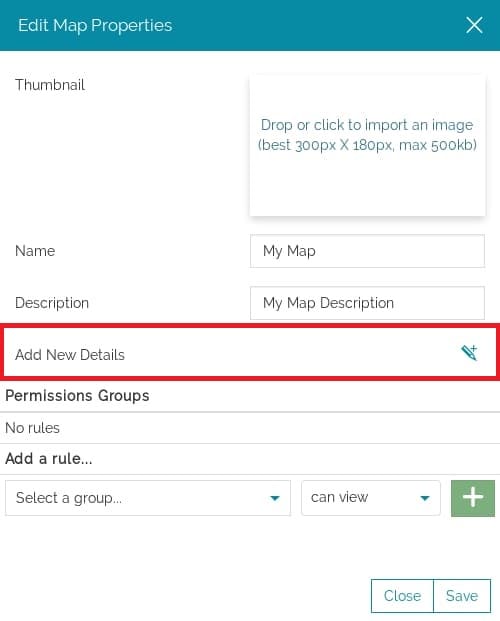 Edit Map Properties
Thumbnail
Drop or click to import an image
(best 300px X 180px, max 500kb)
Name
My Map
Description
My Map Description
Add New Details
Permissions Groups
No rules
Add a rule...
Select a group...
can view
Close
Save